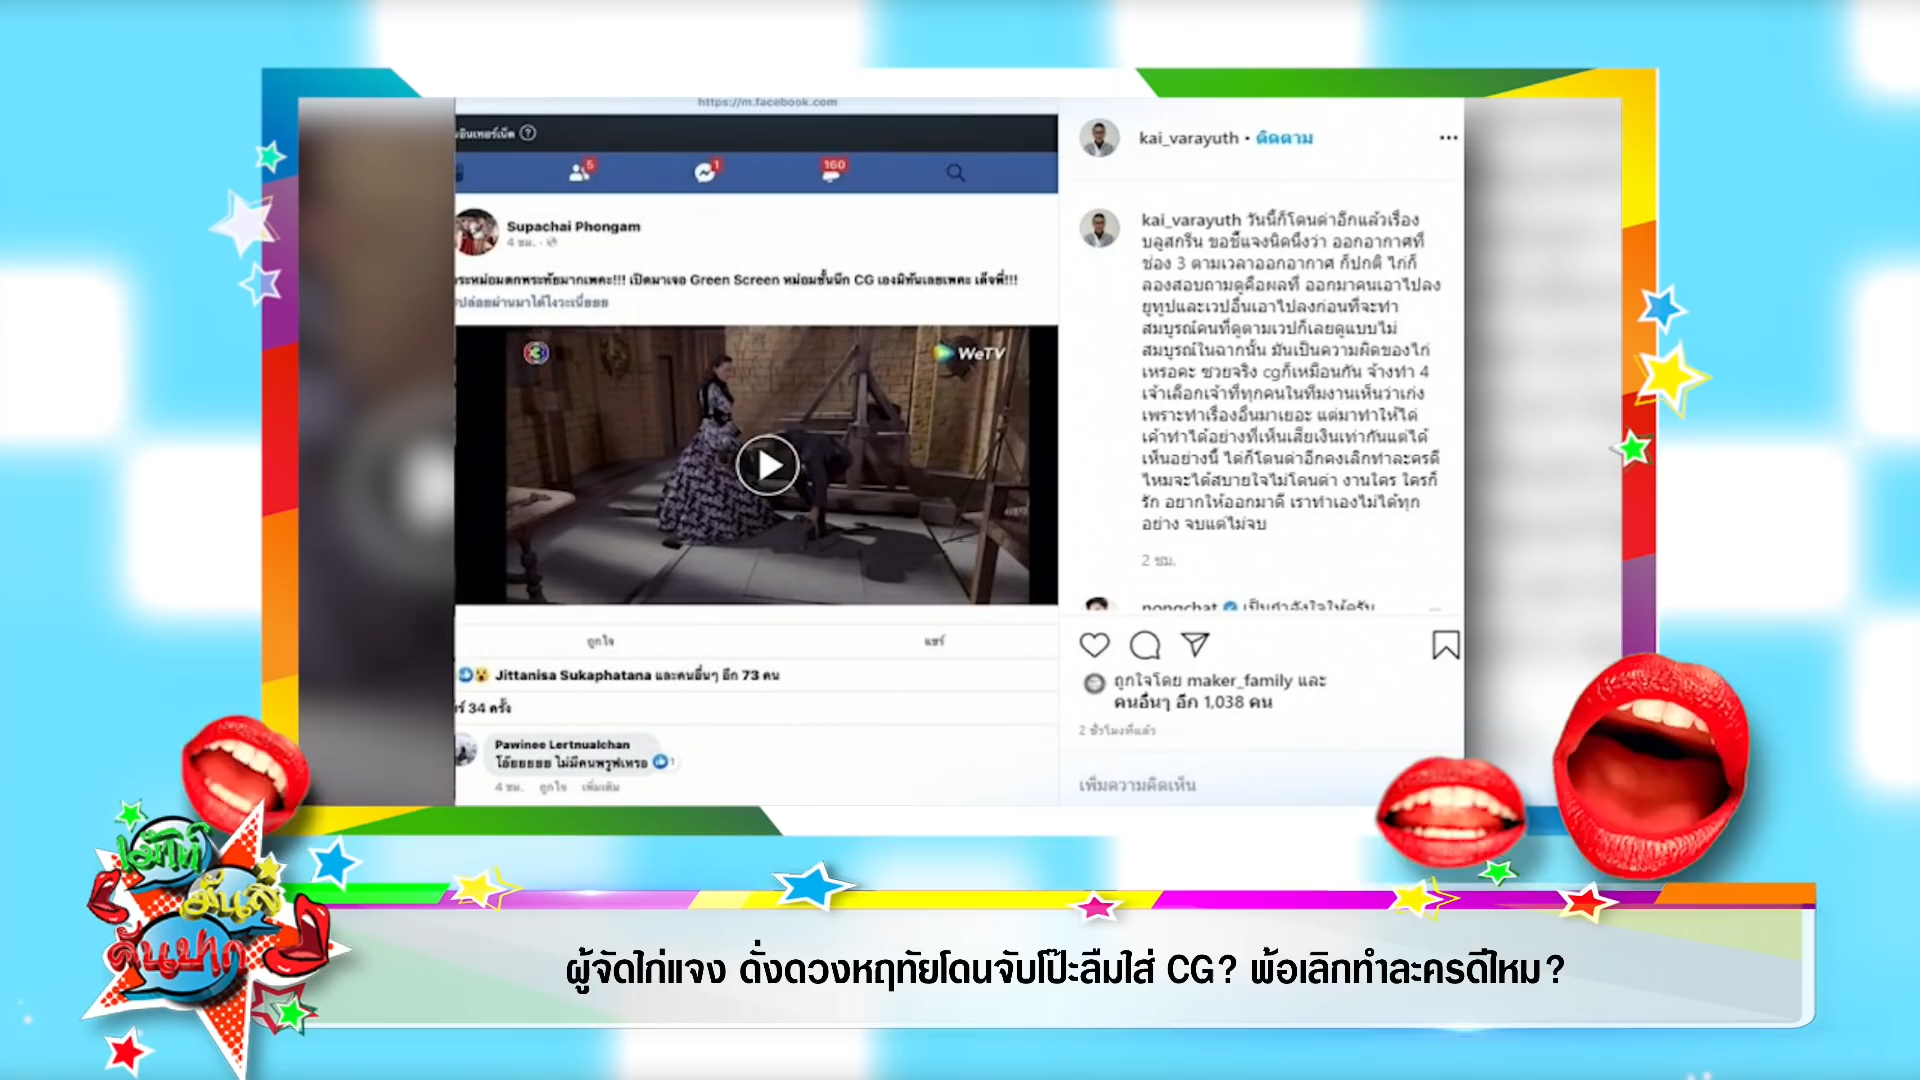 https://m.facebook.com
5
1
160
Supachai Phongam
4 ชม.
ระหม่อมตกพระทัยมากเพคะ!!! เปิดมาเจอ Green Screen หม่อมชั้นนึก CG เองมิทันเลยเพคะ เด็จพี่!!!
ปล่อยผ่านมาได้ไงวะเนี่ยยย
WeTV
ถูกใจ แชร์
Jittanisa Sukaphatana และคนอื่นๆ อีก 73 คน
34 ครั้ง
Pawinee Lertnualchan
โอ๊ยยยยย ไม่มีคนพรูฟเหรอ 1
4 ชม. ถูกใจ เพิ่มเติม
kai_varayuth • ติดตาม
kai_varayuth วันนี้ก็โดนด่าอีกแล้วเรื่อง
บลูสกรีน ขอชี้แจงนิดนึงว่า ออกอากาศที่
ช่อง 3 ตามเวลาออกอากาศ ก็ปกติ ไก่ก็
ลองสอบถามดูคือผลที่ ออกมาคนเอาไปลง
ยูทูปและเวปอื่นเอาไปลงก่อนที่จะทำ
สมบูรณ์คนที่ดูตามเวปก็เลยดูแบบไม่
สมบูรณ์ในฉากนั้น มันเป็นความผิดของไก่
เหรอคะ ซวยจริง cgก็เหมือนกัน จ้างทำ 4
เจ้าเลือกเจ้าที่ทุกคนในทีมงานเห็นว่าเก่ง
เพราะทำเรื่องอื่นมาเยอะ แต่มาทำให้ไก่
เค้าทำได้อย่างที่เห็นเสียเงินเท่ากันแต่ได้
เห็นอย่างนี้ ไก่ก็โดนด่าอีกคงเลิกทำละครดี
ไหมจะได้สบายใจไม่โดนด่า งานใคร ใครก็
รัก อยากให้ออกมาดี เราทำเองไม่ได้ทุก
อย่าง จบแต่ไม่จบ
2 ชม.
nongchat เป็นกำลังใจให้ครับ
ถูกใจโดย maker_family และ
คนอื่นๆ อีก 1,038 คน
2 ชั่วโมงที่แล้ว
เพิ่มความคิดเห็น
เม้าท์
มันส์
คันปาก
ผู้จัดไก่แจง ดั่งดวงหฤทัยโดนจับโป๊ะลืมใส่ CG? พ้อเลิกทำละครดีไหม?